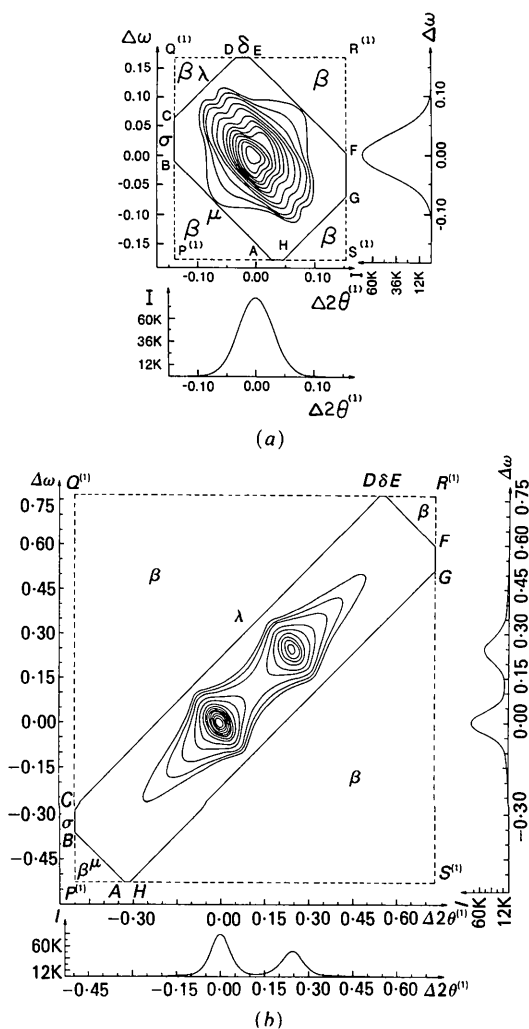 Δω Q⁽¹⁾ D δ E R⁽¹⁾ Δω
β λ β
0.15
0.10 0.10
C
0.05
σ
0.00 F 0.00
B
-0.05 G
-0.10 -0.10
β μ β
-0.15
P⁽¹⁾ A H S⁽¹⁾ I
-0.10 0.00 0.10 60K 36K 12K
I Δ2θ⁽¹⁾
60K
36K
12K
-0.10 0.00 0.10
Δ2θ⁽¹⁾
(a)
Δω Q⁽¹⁾ D δ E R⁽¹⁾ Δω
0·75 0·75
β
0·60 F 0·60
β G
0·45 0·45
λ
0·30 0·30
0·15 0·15
0·00 0·00
-0·15 β
C
-0·30 -0·30
σ
B
-0·45 β μ
P⁽¹⁾ A H S⁽¹⁾
I -0·30 0·00 0·15 0·30 0·45 0·60 Δ2θ⁽¹⁾ I 60K 12K
60K
12K
-0·45 -0·30 -0·15 0·00 0·15 0·30 0·45 0·60 Δ2θ⁽¹⁾
(b)